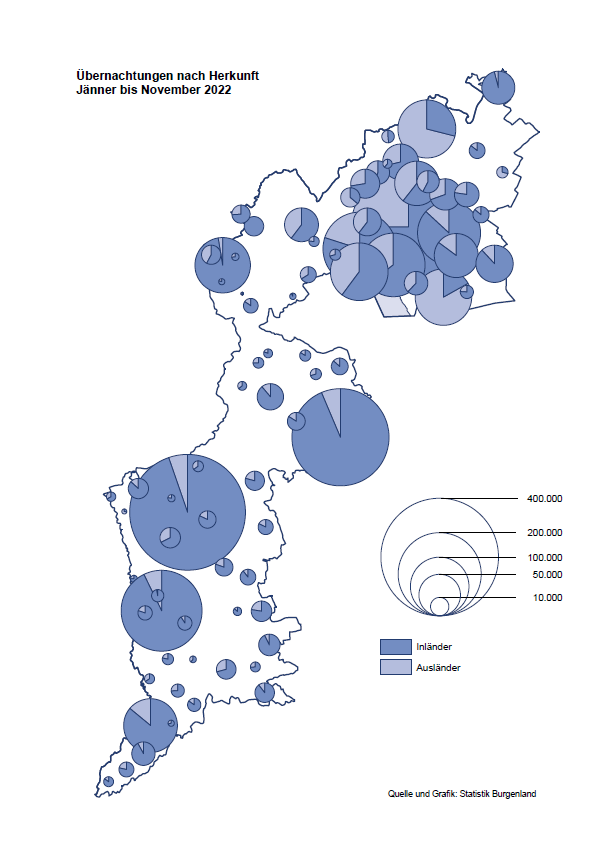 Übernachtungen nach Herkunft
Jänner bis November 2022
400.000
200.000
100.000
50.000
10.000
Inländer
Ausländer
Quelle und Grafik: Statistik Burgenland